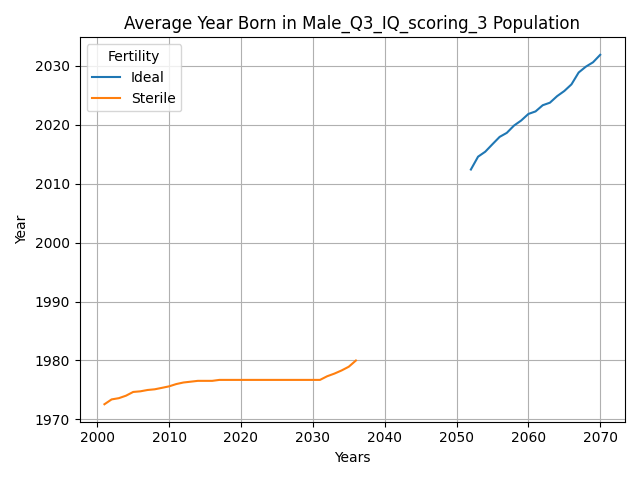 Average Year Born in Male_Q3_IQ_scoring_3 Population
Fertility
Ideal
Sterile
Year
2030
2020
2010
2000
1990
1980
1970
2000 2010 2020 2030 2040 2050 2060 2070
Years